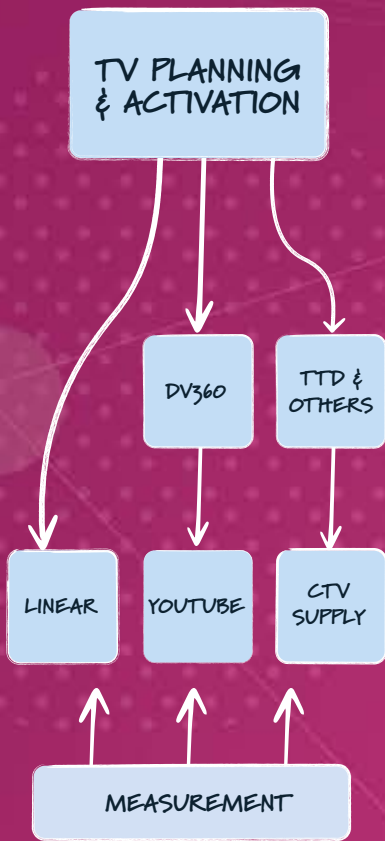 TV PLANNING
& ACTIVATION
DV360
TTD &
OTHERS
LINEAR
YOUTUBE
CTV
SUPPLY
MEASUREMENT